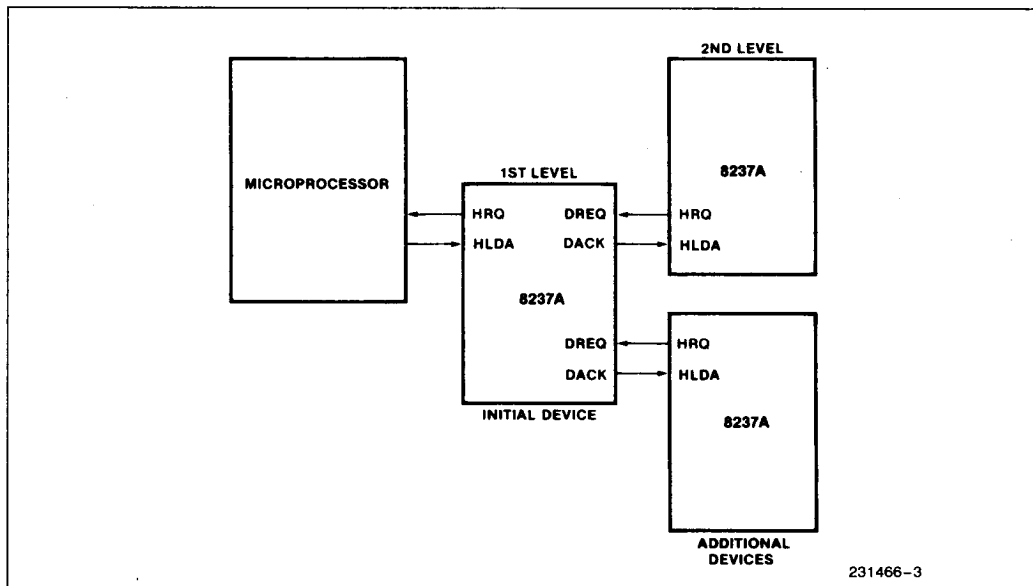 2ND LEVEL
8237A
HRQ
HLDA
MICROPROCESSOR
1ST LEVEL
HRQ DREQ
HLDA DACK
8237A
DREQ
DACK
INITIAL DEVICE
HRQ
HLDA
8237A
ADDITIONAL
DEVICES
231466-3